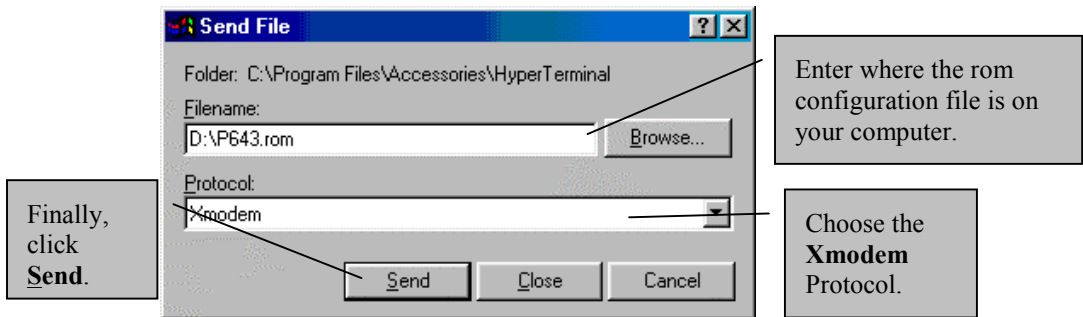 Send File
Folder: C:\Program Files\Accessories\HyperTerminal
Filename:
D:\P643.rom
Browse...
Protocol:
Xmodem
Send
Close
Cancel
Enter where the rom
configuration file is on
your computer.
Choose the
Xmodem
Protocol.
Finally,
click
Send.